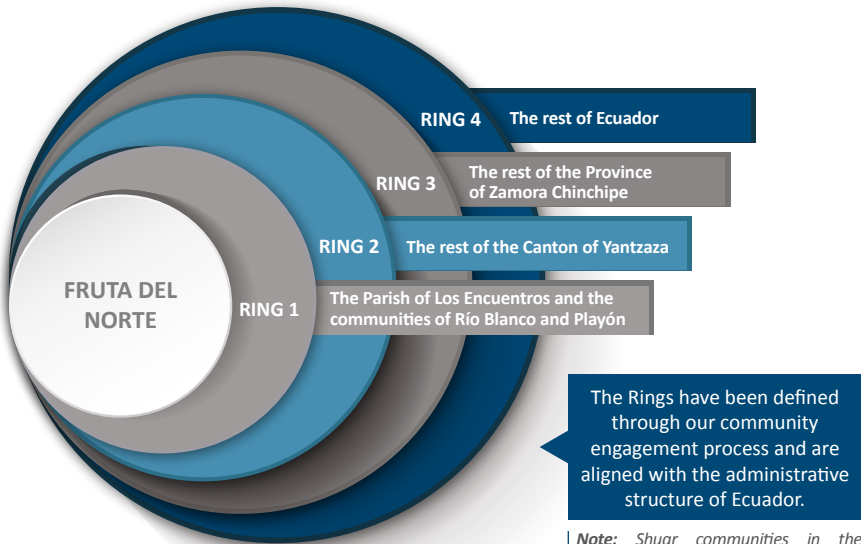 RING 4
The rest of Ecuador
RING 3
The rest of the Province
of Zamora Chinchipe
RING 2
The rest of the Canton of Yantzaza
FRUTA DEL
NORTE
RING 1
The Parish of Los Encuentros and the
communities of Río Blanco and Playón
The Rings have been defined
through our community
engagement process and are
aligned with the administrative
structure of Ecuador.
Note: Shuar communities in the